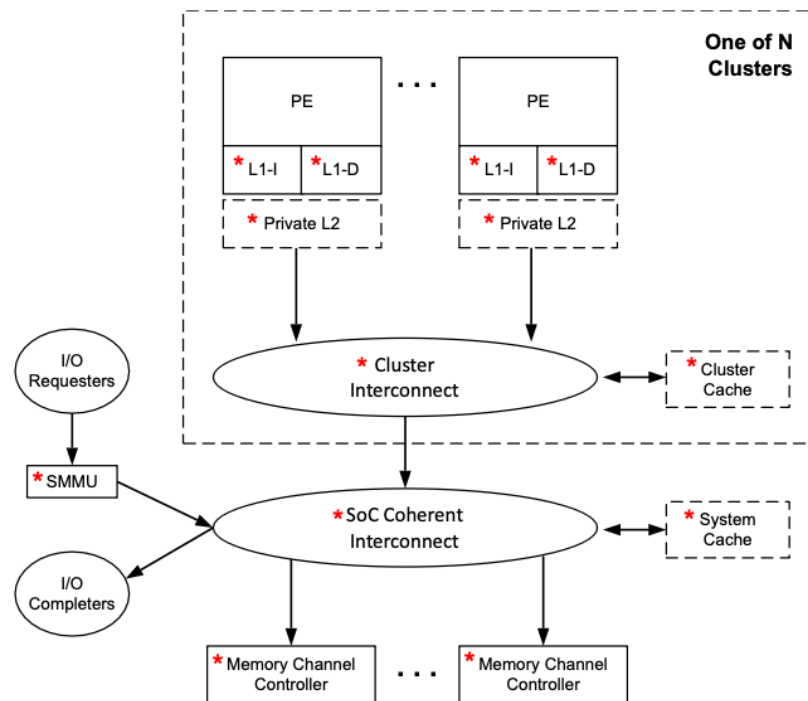 One of N
Clusters
PE
. . .
PE
* L1-I
* L1-D
* L1-I
* L1-D
* Private L2
* Private L2
I/O
Requesters
* Cluster
Interconnect
* Cluster
Cache
* SMMU
* SoC Coherent
Interconnect
* System
Cache
I/O
Completers
* Memory Channel
Controller
. . .
* Memory Channel
Controller